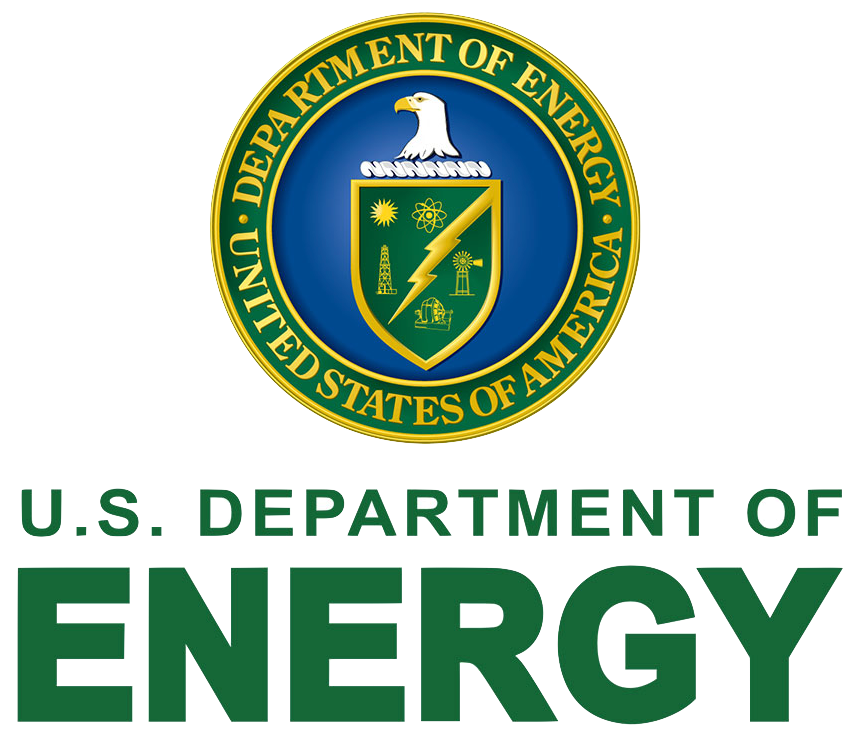 DEPARTMENT OF ENERGY
UNITED STATES OF AMERICA
U.S. DEPARTMENT OF
ENERGY